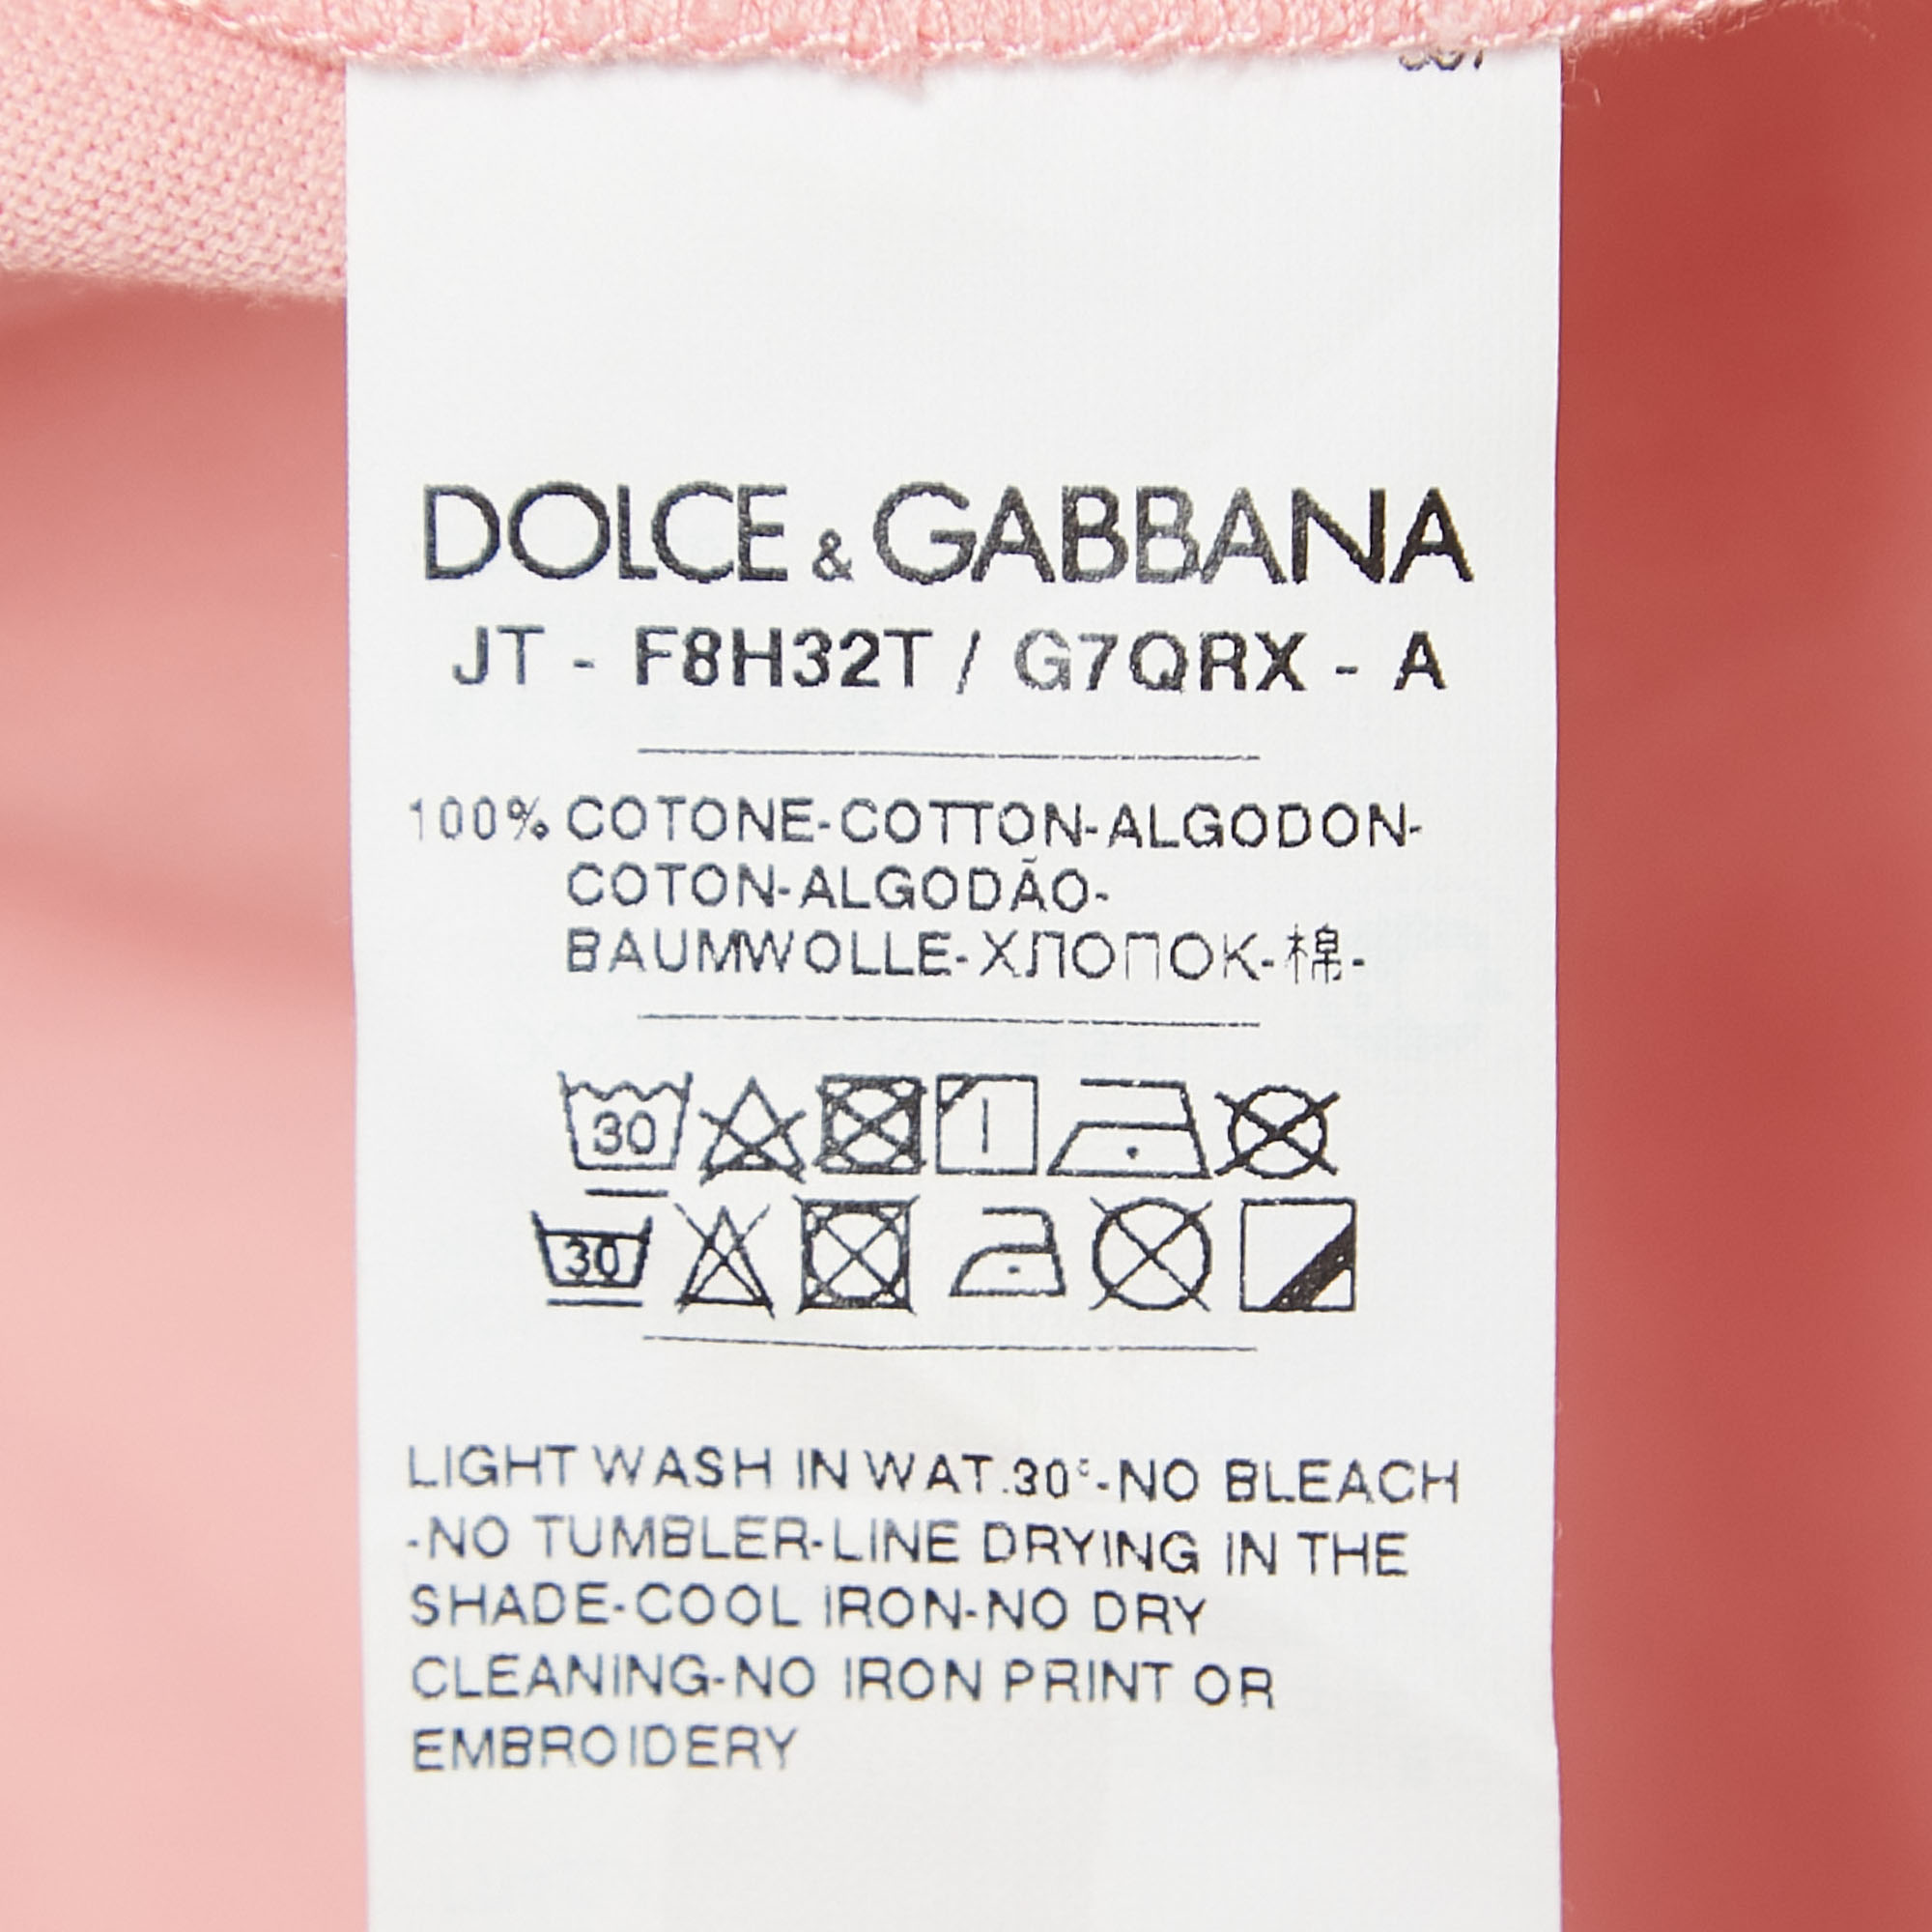 DOLCE & GABBANA
JT - F8H32T / G7QRX - A
100% COTONE-COTTON-ALGODON-
COTON-ALGODÃO-
BAUMWOLLE-ХЛОПОК-棉-
30
30
LIGHT WASH IN WAT.30°-NO BLEACH
-NO TUMBLER-LINE DRYING IN THE
SHADE-COOL IRON-NO DRY
CLEANING-NO IRON PRINT OR
EMBROIDERY